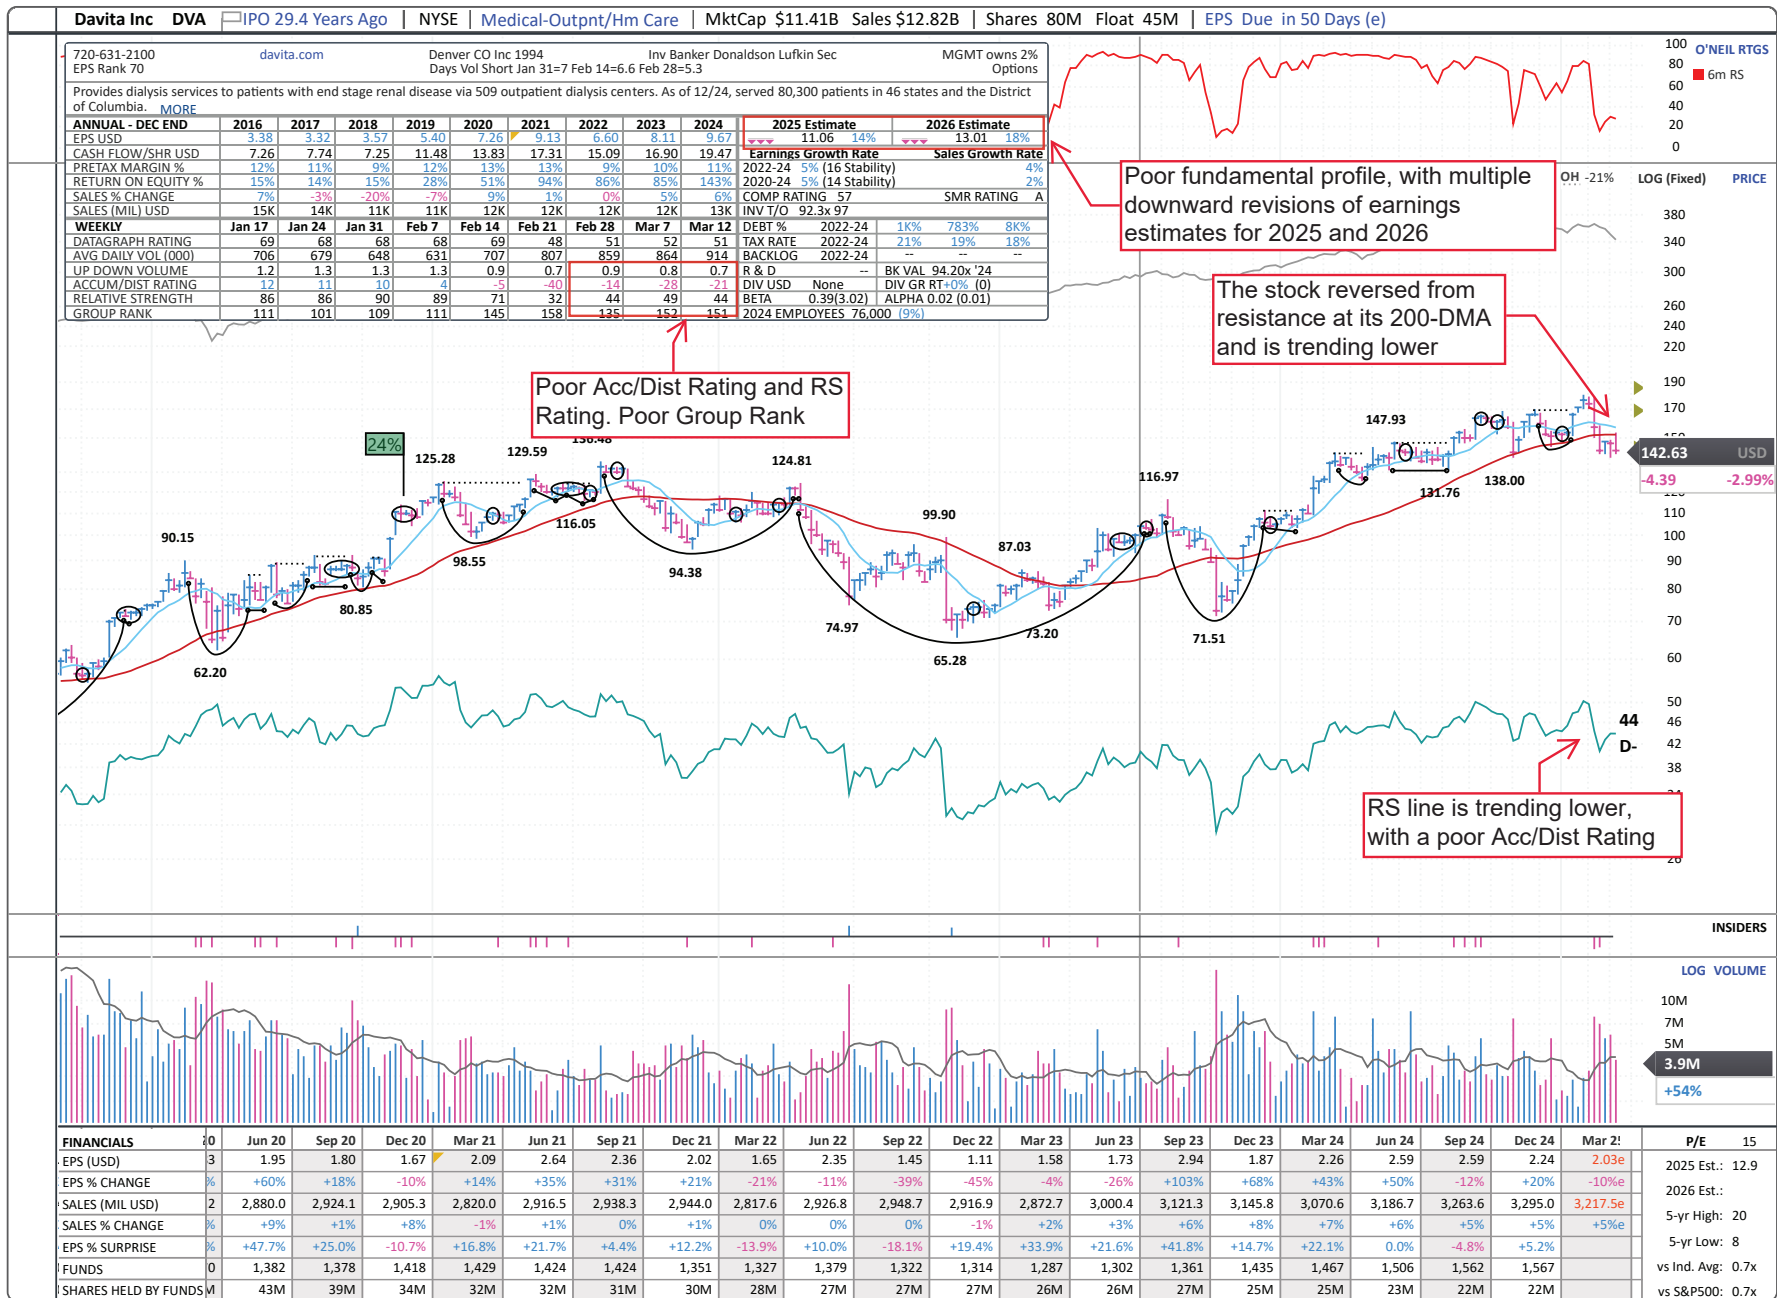 Davita Inc DVA IPO 29.4 Years Ago NYSE Medical-Outpnt/Hm Care MktCap $11.41B Sales $12.82B Shares 80M Float 45M EPS Due in 50 Days (e)
720-631-2100 davita.com Denver CO Inc 1994 Inv Banker Donaldson Lufkin Sec MGMT owns 2%
EPS Rank 70 Days Vol Short Jan 31=7 Feb 14=6.6 Feb 28=5.3 Options
Provides dialysis services to patients with end stage renal disease via 509 outpatient dialysis centers. As of 12/24, served 80,300 patients in 46 states and the District
of Columbia. MORE
ANNUAL - DEC END 2016 2017 2018 2019 2020 2021 2022 2023 2024 2025 Estimate 2026 Estimate
EPS USD 3.38 3.32 3.57 5.40 7.26 9.13 6.60 8.11 9.67 11.06 14% 13.01 18%
CASH FLOW/SHR USD 7.26 7.74 7.25 11.48 13.83 17.31 15.09 16.90 19.47 Earnings Growth Rate Sales Growth Rate
PRETAX MARGIN % 12% 11% 9% 12% 13% 13% 9% 10% 11% 2022-24 5% (16 Stability) 4%
RETURN ON EQUITY % 15% 14% 15% 28% 51% 94% 86% 85% 143% 2020-24 5% (14 Stability) 2%
SALES % CHANGE 7% -3% -20% -7% 9% 1% 0% 5% 6% COMP RATING 57 SMR RATING A
SALES (MIL) USD 15K 14K 11K 11K 12K 12K 12K 12K 13K INV T/O 92.3x 97
WEEKLY Jan 17 Jan 24 Jan 31 Feb 7 Feb 14 Feb 21 Feb 28 Mar 7 Mar 12 DEBT % 2022-24 1K% 783% 8K%
DATAGRAPH RATING 69 68 68 68 69 48 51 52 51 TAX RATE 2022-24 21% 19% 18%
AVG DAILY VOL (000) 706 679 648 631 707 807 859 864 914 BACKLOG 2022-24 -- -- --
UP DOWN VOLUME 1.2 1.3 1.3 1.3 0.9 0.7 0.9 0.8 0.7 R & D -- BK VAL 94.20x '24
ACCUM/DIST RATING 12 11 10 4 -5 -40 -14 -28 -21 DIV USD None DIV GR RT+0% (0)
RELATIVE STRENGTH 86 86 90 89 71 32 44 49 44 BETA 0.39(3.02) ALPHA 0.02 (0.01)
GROUP RANK 111 101 109 111 145 158 135 152 151 2024 EMPLOYEES 76,000 (9%)
100 O'NEIL RTGS
80 6m RS
60
40
20
0
Poor fundamental profile, with multiple
downward revisions of earnings
estimates for 2025 and 2026
OH -21% LOG (Fixed) PRICE
380
340
300
260
240
220
190
170
The stock reversed from
resistance at its 200-DMA
and is trending lower
Poor Acc/Dist Rating and RS
Rating. Poor Group Rank
24%
90.15
62.20
80.85
125.28
98.55
129.59
116.05
136.48
94.38
124.81
74.97
99.90
65.28
87.03
73.20
116.97
71.51
147.93
131.76
138.00
142.63 USD
-4.39 -2.99%
110
100
90
80
70
60
50
46
42
38
44
D-
RS line is trending lower,
with a poor Acc/Dist Rating
26
INSIDERS
LOG VOLUME
10M
7M
5M
3.9M
+54%
FINANCIALS Jun 20 Sep 20 Dec 20 Mar 21 Jun 21 Sep 21 Dec 21 Mar 22 Jun 22 Sep 22 Dec 22 Mar 23 Jun 23 Sep 23 Dec 23 Mar 24 Jun 24 Sep 24 Dec 24 Mar 2
EPS (USD) 3 1.95 1.80 1.67 2.09 2.64 2.36 2.02 1.65 2.35 1.45 1.11 1.58 1.73 2.94 1.87 2.26 2.59 2.59 2.24 2.03e
EPS % CHANGE % +60% +18% -10% +14% +35% +31% +21% -21% -11% -39% -45% -4% -26% +103% +68% +43% +50% -12% +20% -10%e
SALES (MIL USD) 2 2,880.0 2,924.1 2,905.3 2,820.0 2,916.5 2,938.3 2,944.0 2,817.6 2,926.8 2,948.7 2,916.9 2,872.7 3,000.4 3,121.3 3,145.8 3,070.6 3,186.7 3,263.6 3,295.0 3,217.5e
SALES % CHANGE % +9% +1% +8% -1% +1% 0% +1% 0% 0% 0% -1% +2% +3% +6% +8% +7% +6% +5% +5% +5%e
EPS % SURPRISE % +47.7% +25.0% -10.7% +16.8% +21.7% +4.4% +12.2% -13.9% +10.0% -18.1% +19.4% +33.9% +21.6% +41.8% +14.7% +22.1% 0.0% -4.8% +5.2%
FUNDS 0 1,382 1,378 1,418 1,429 1,424 1,424 1,351 1,327 1,379 1,322 1,314 1,287 1,302 1,361 1,435 1,467 1,506 1,562 1,567
SHARES HELD BY FUNDS M 43M 39M 34M 32M 32M 31M 30M 28M 27M 27M 27M 26M 26M 27M 25M 25M 23M 22M 22M
P/E 15
2025 Est.: 12.9
2026 Est.:
5-yr High: 20
5-yr Low: 8
vs Ind. Avg: 0.7x
vs S&P500: 0.7x